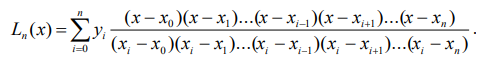 L_n(x) = \sum_{i=0}^{n} y_i \frac{(x-x_0)(x-x_1)...(x-x_{i-1})(x-x_{i+1})...(x-x_n)}{(x_i-x_0)(x_i-x_1)...(x_i-x_{i-1})(x_i-x_{i+1})...(x_i-x_n)}.